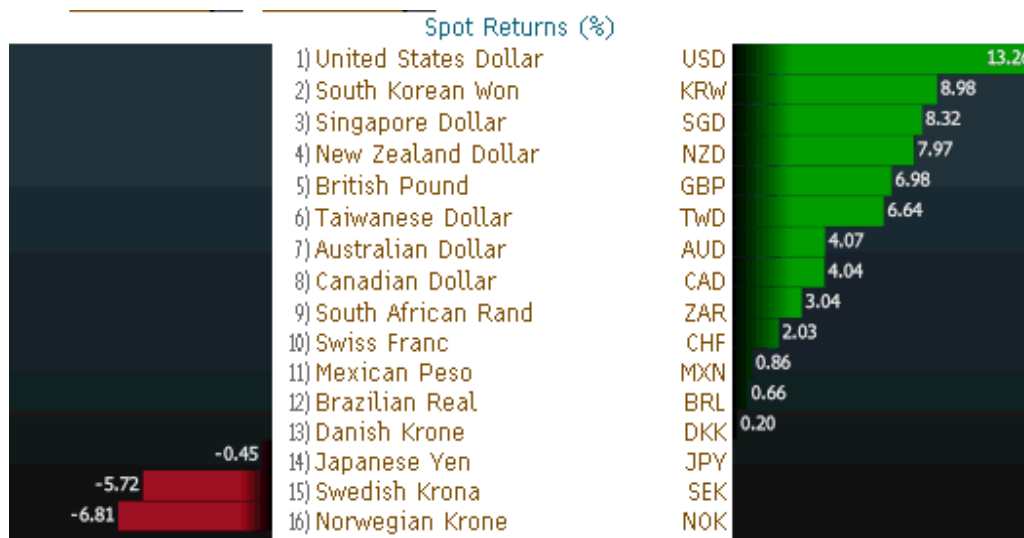 Spot Returns (%)
1) United States Dollar USD 13.26
2) South Korean Won KRW 8.98
3) Singapore Dollar SGD 8.32
4) New Zealand Dollar NZD 7.97
5) British Pound GBP 6.98
6) Taiwanese Dollar TWD 6.64
7) Australian Dollar AUD 4.07
8) Canadian Dollar CAD 4.04
9) South African Rand ZAR 3.04
10) Swiss Franc CHF 2.03
11) Mexican Peso MXN 0.86
12) Brazilian Real BRL 0.66
13) Danish Krone DKK 0.20
-0.45 14) Japanese Yen JPY
-5.72 15) Swedish Krona SEK
-6.81 16) Norwegian Krone NOK